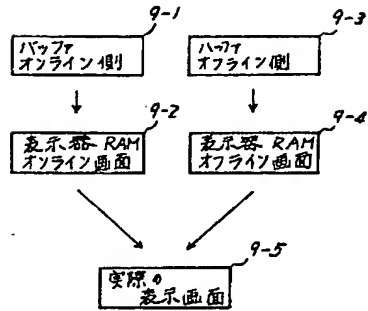 9-1
バッファ
オンライン側
9-3
バッファ
オフライン側
9-2
表示器 RAM
オンライン画面
9-4
表示器 RAM
オフライン画面
9-5
実際の
表示画面